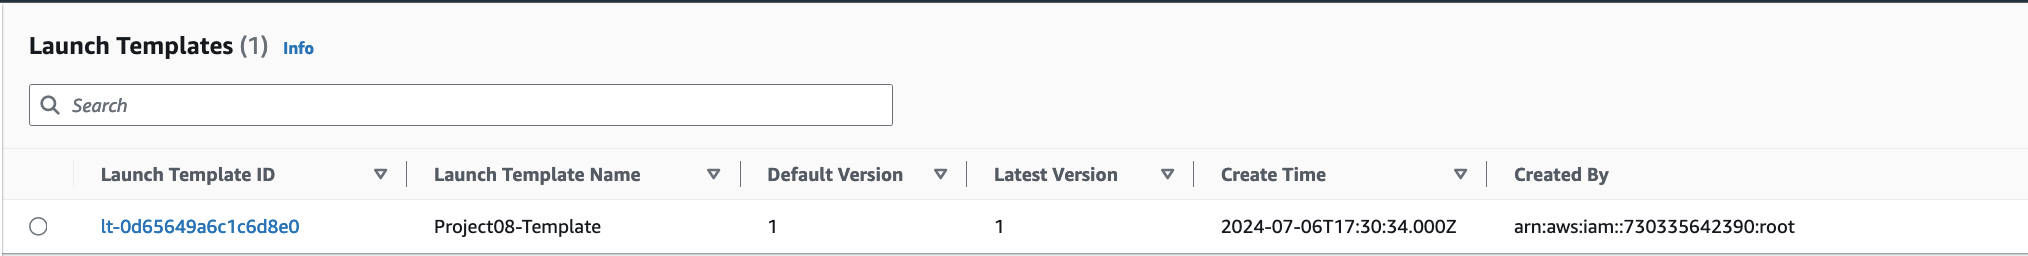 Launch Templates (1) Info
Search
Launch Template ID Launch Template Name Default Version Latest Version Create Time Created By
lt-0d65649a6c1c6d8e0 Project08-Template 1 1 2024-07-06T17:30:34.000Z arn:aws:iam::730335642390:root